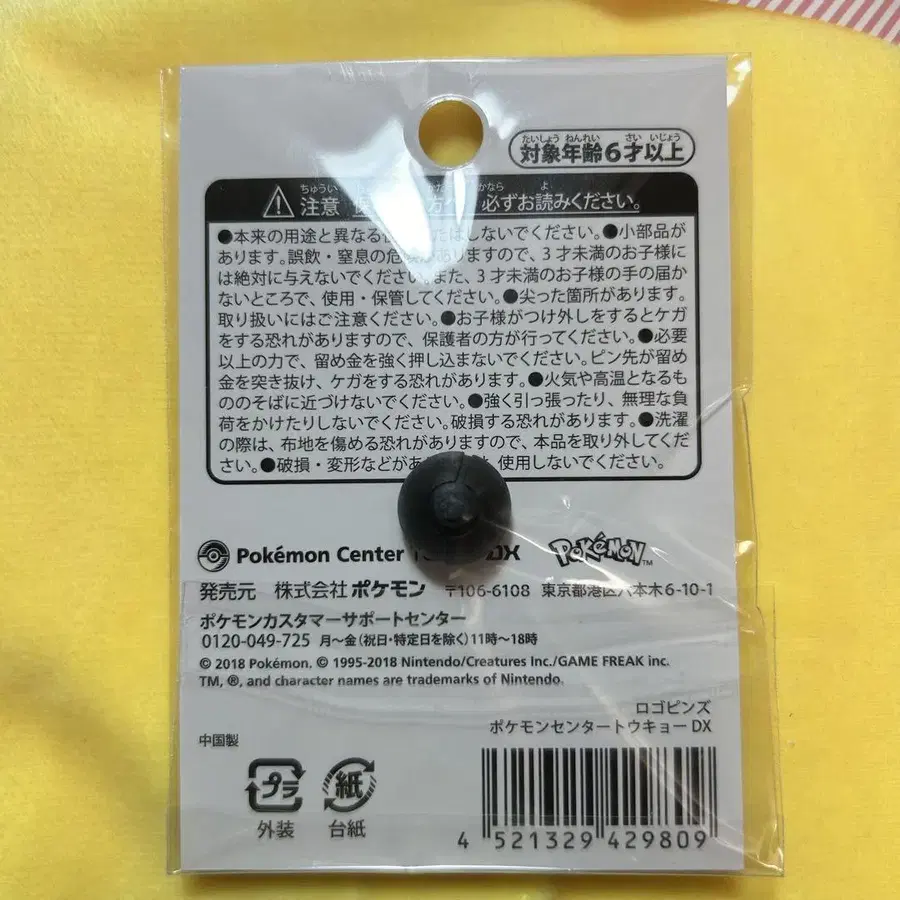 たいしょう ねんれい さい いじょう
対象年齢6才以上
ちゅうい よ
注意 必ずお読みください。
●本来の用途と異なる はしないでください。●小部品が
あります。誤飲・窒息の危険がありますので、3才未満のお子様に
は絶対に与えないでください。また、3才未満のお子様の手の届か
ないところで、使用・保管してください。●尖った箇所があります。
取り扱いにはご注意ください。●お子様がつけ外しをするとケガ
をする恐れがありますので、保護者の方が行ってください。●必要
以上の力で、留め金を強く押し込まないでください。ピン先が留め
金を突き抜け、ケガをする恐れがあります。●火気や高温となるも
ののそばに近づけないでください。●強く引っ張ったり、無理な負
荷をかけたりしないでください。破損する恐れがあります。●洗濯
の際は、布地を傷める恐れがありますので、本品を取り外してくだ
さい。●破損・変形などが 使用しないでください。
Pokémon Center DX POKéMON TM
発売元 株式会社ポケモン 〒106-6108 東京都港区六本木6-10-1
ポケモンカスタマーサポートセンター
0120-049-725 月~金(祝日・特定日を除く)11時~18時
© 2018 Pokémon. © 1995-2018 Nintendo/Creatures Inc./GAME FREAK inc.
TM, ®, and character names are trademarks of Nintendo.
ロゴピンズ
ポケモンセンタートウキョーDX
中国製
プラ 紙
外装 台紙
4 521329 429809